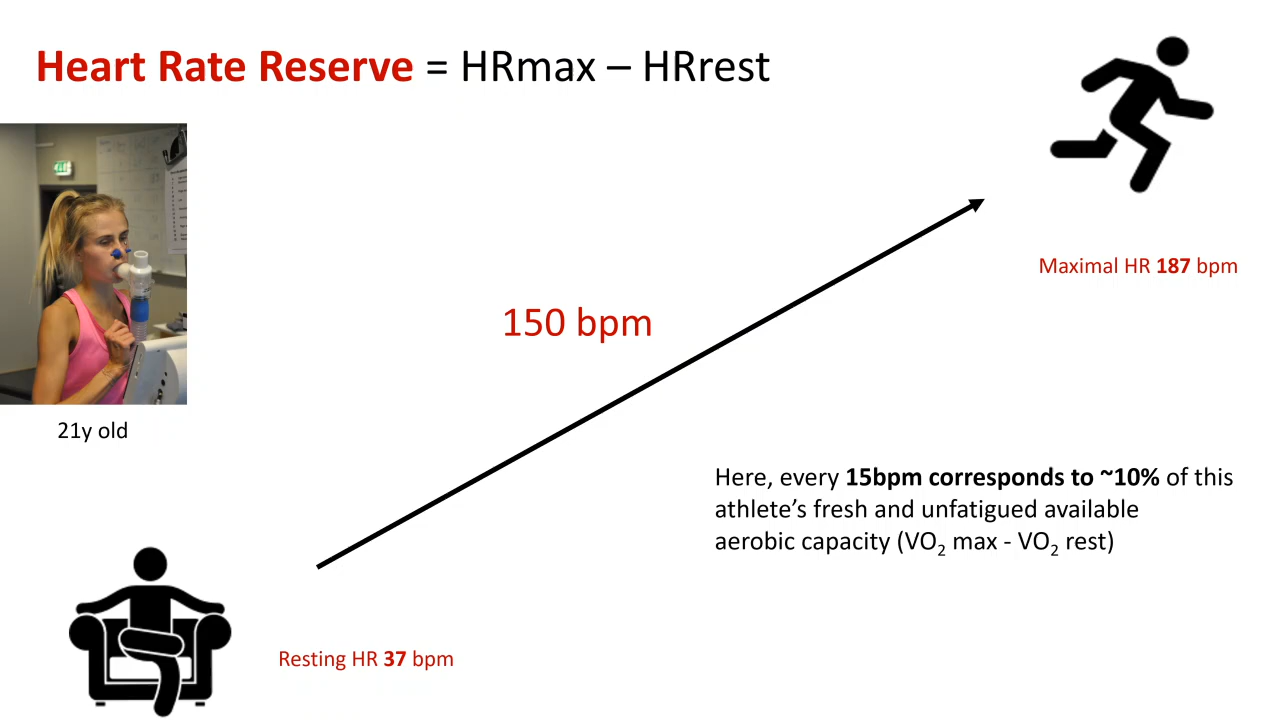 Heart Rate Reserve = HRmax – HRrest
21y old
150 bpm
Maximal HR 187 bpm
Here, every 15bpm corresponds to ~10% of this
athlete’s fresh and unfatigued available
aerobic capacity (VO₂ max - VO₂ rest)
Resting HR 37 bpm